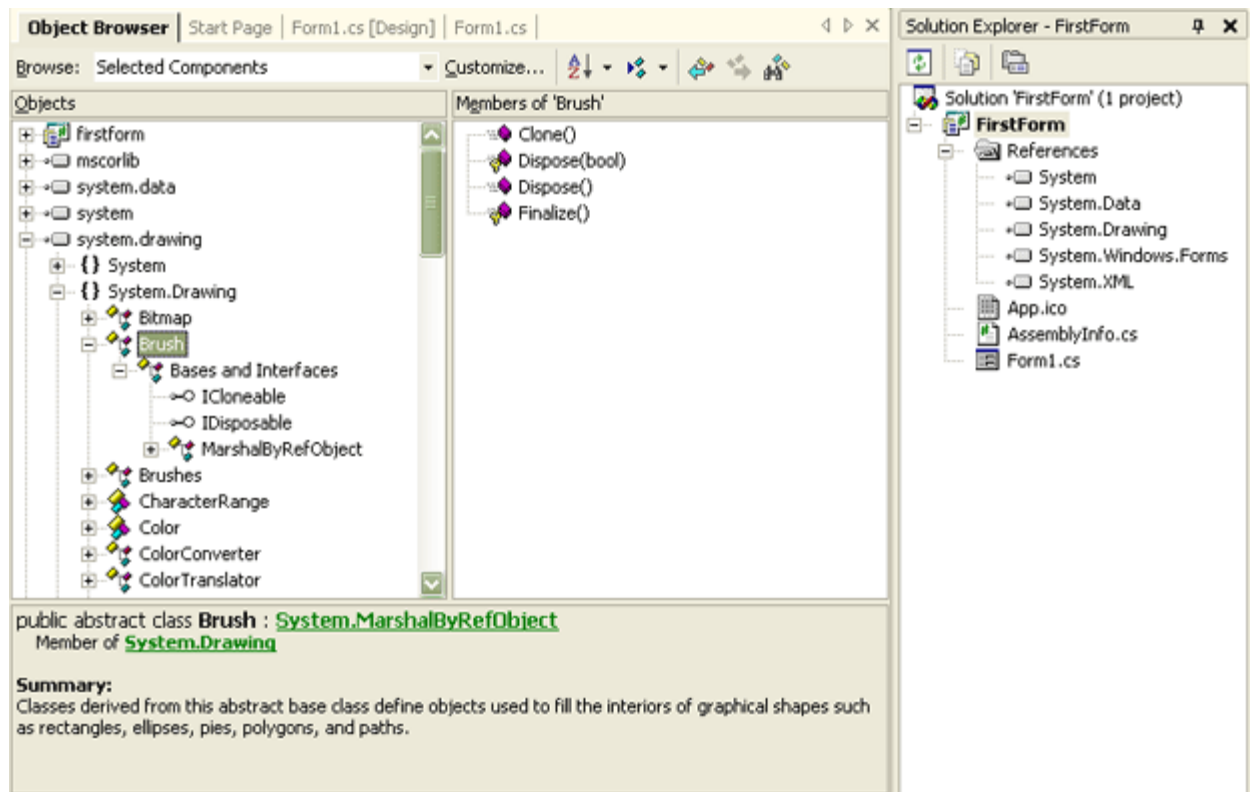 Object Browser Start Page Form1.cs [Design] Form1.cs
Browse: Selected Components Customize...
Objects
firstform
mscorlib
system.data
system
system.drawing
{} System
{} System.Drawing
Bitmap
Brush
Bases and Interfaces
ICloneable
IDisposable
MarshalByRefObject
Brushes
CharacterRange
Color
ColorConverter
ColorTranslator
Members of 'Brush'
Clone()
Dispose(bool)
Dispose()
Finalize()
public abstract class Brush : System.MarshalByRefObject
Member of System.Drawing
Summary:
Classes derived from this abstract base class define objects used to fill the interiors of graphical shapes such
as rectangles, ellipses, pies, polygons, and paths.
Solution Explorer - FirstForm
Solution 'FirstForm' (1 project)
FirstForm
References
System
System.Data
System.Drawing
System.Windows.Forms
System.XML
App.ico
AssemblyInfo.cs
Form1.cs